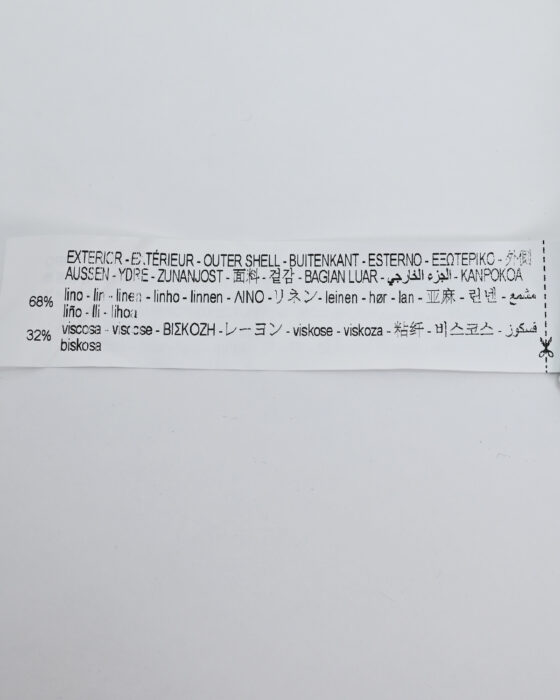 EXTERIOR - EXTÉRIEUR - OUTER SHELL - BUITENKANT - ESTERNO - ΕΞΩΤΕΡΙΚΟ - 外側
AUSSEN - YDRE - ZUNANJOST - 面料 - 겉감 - BAGIAN LUAR - الجزء الخارجي - KANPOKOA
68% lino - lin - linen - linho - linnen - ΛΙΝΟ - リネン - leinen - hør - lan - 亚麻 - 린넨 - مشمع
liño - lli - lihoa
32% viscosa - viscose - ΒΙΣΚΟΖΗ - レーヨン - viskose - viskoza - 粘纤 - 비스코스 - فسكوز
biskosa